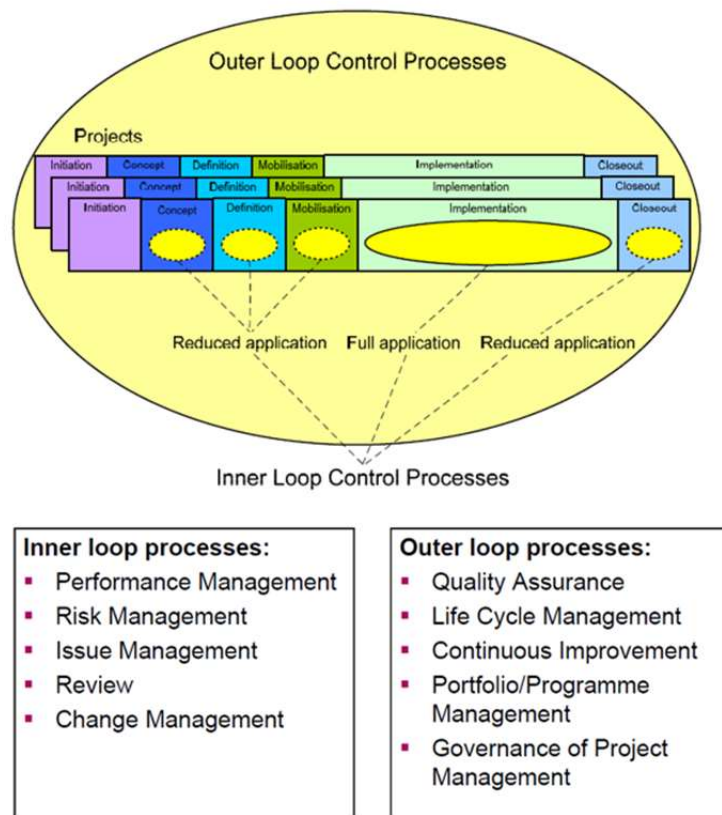 Outer Loop Control Processes
Projects
Initiation Concept Definition Mobilisation Implementation Closeout
Initiation Concept Definition Mobilisation Implementation Closeout
Initiation Concept Definition Mobilisation Implementation Closeout
Reduced application Full application Reduced application
Inner Loop Control Processes
Inner loop processes:
▪ Performance Management
▪ Risk Management
▪ Issue Management
▪ Review
▪ Change Management
Outer loop processes:
▪ Quality Assurance
▪ Life Cycle Management
▪ Continuous Improvement
▪ Portfolio/Programme
Management
▪ Governance of Project
Management